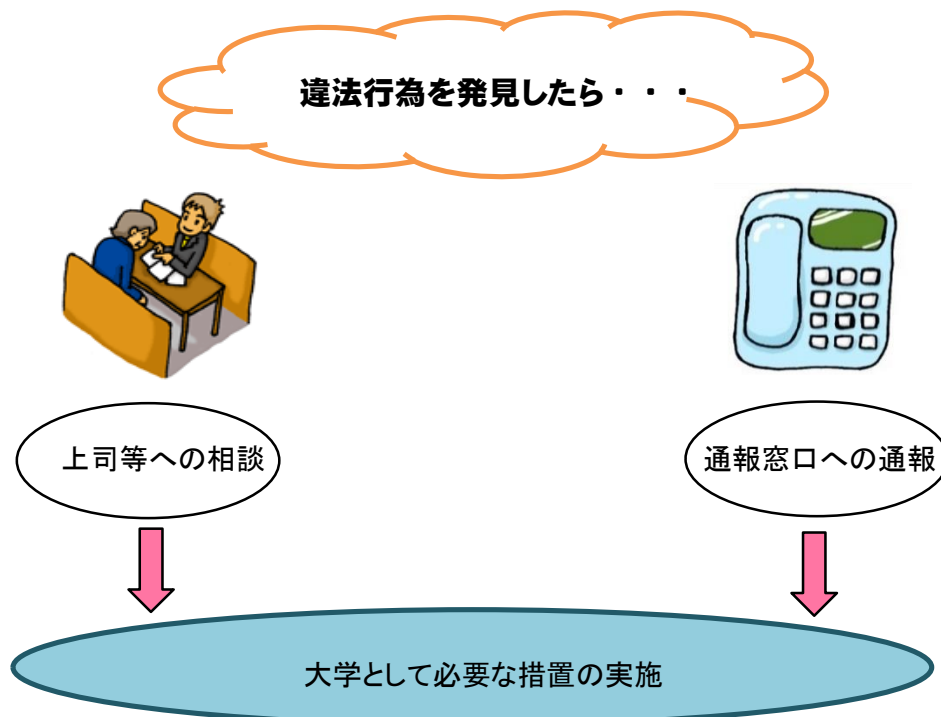 違法行為を発見したら・・・
上司等への相談
通報窓口への通報
大学として必要な措置の実施